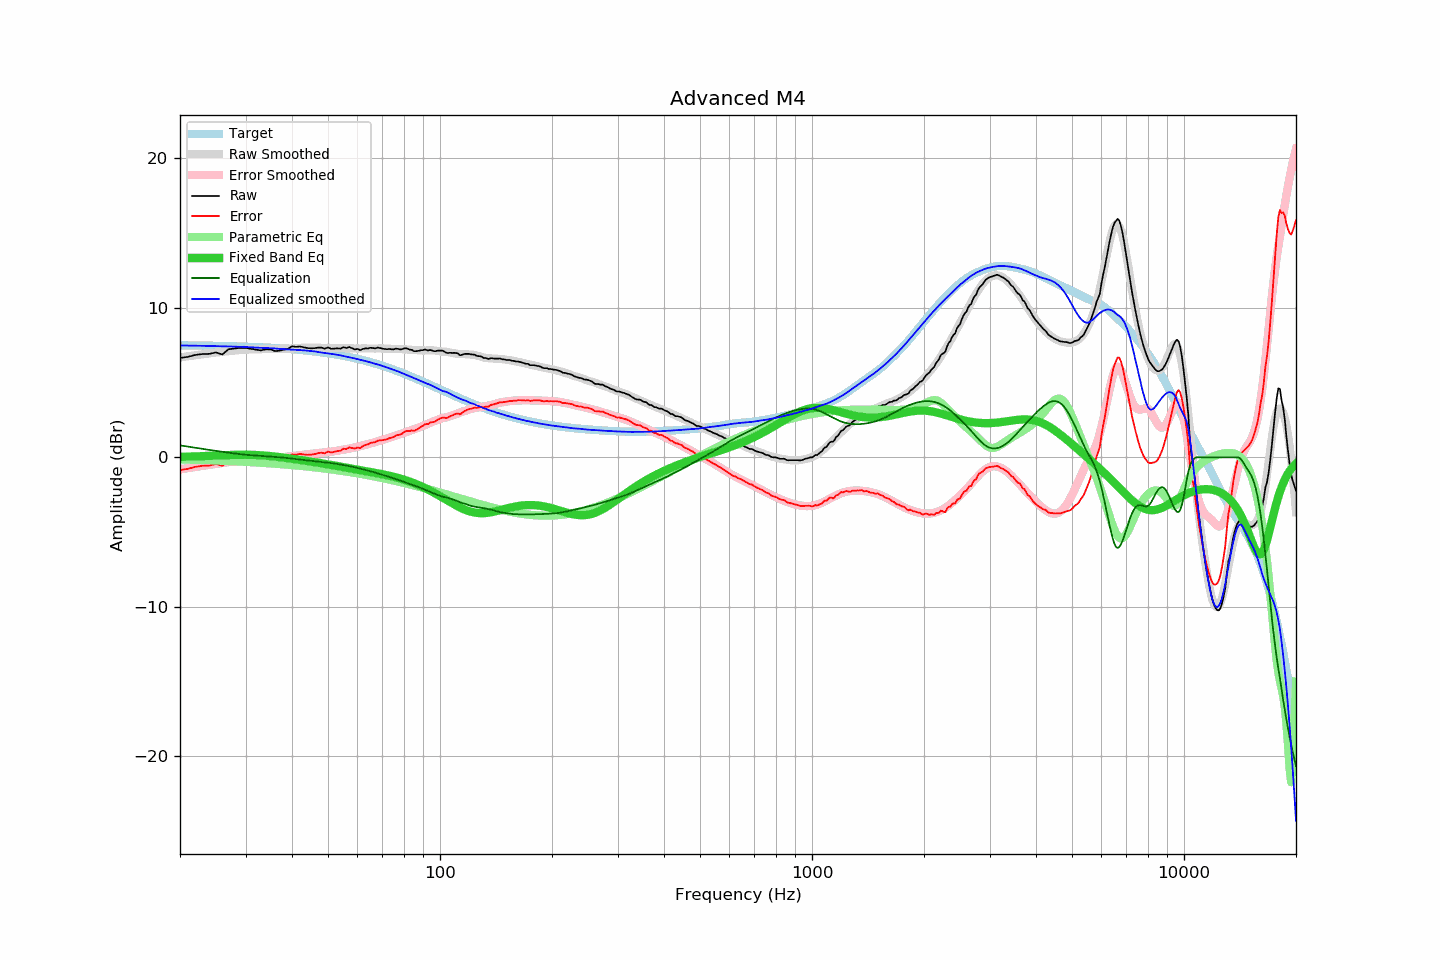 Advanced M4
Target
Raw Smoothed
Error Smoothed
Raw
Error
Parametric Eq
Fixed Band Eq
Equalization
Equalized smoothed
20
10
0
−10
−20
Amplitude (dBr)
100
1000
10000
Frequency (Hz)